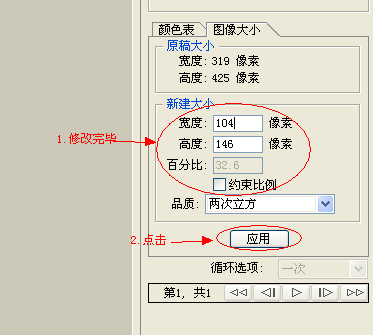 颜色表 图像大小
原稿大小
宽度: 319 像素
高度: 425 像素
新建大小
宽度: 104 像素
1.修改完毕
高度: 146 像素
百分比: 32.6
约束比例
品质: 两次立方
2.点击
应用
循环选项: 一次
第1, 共1